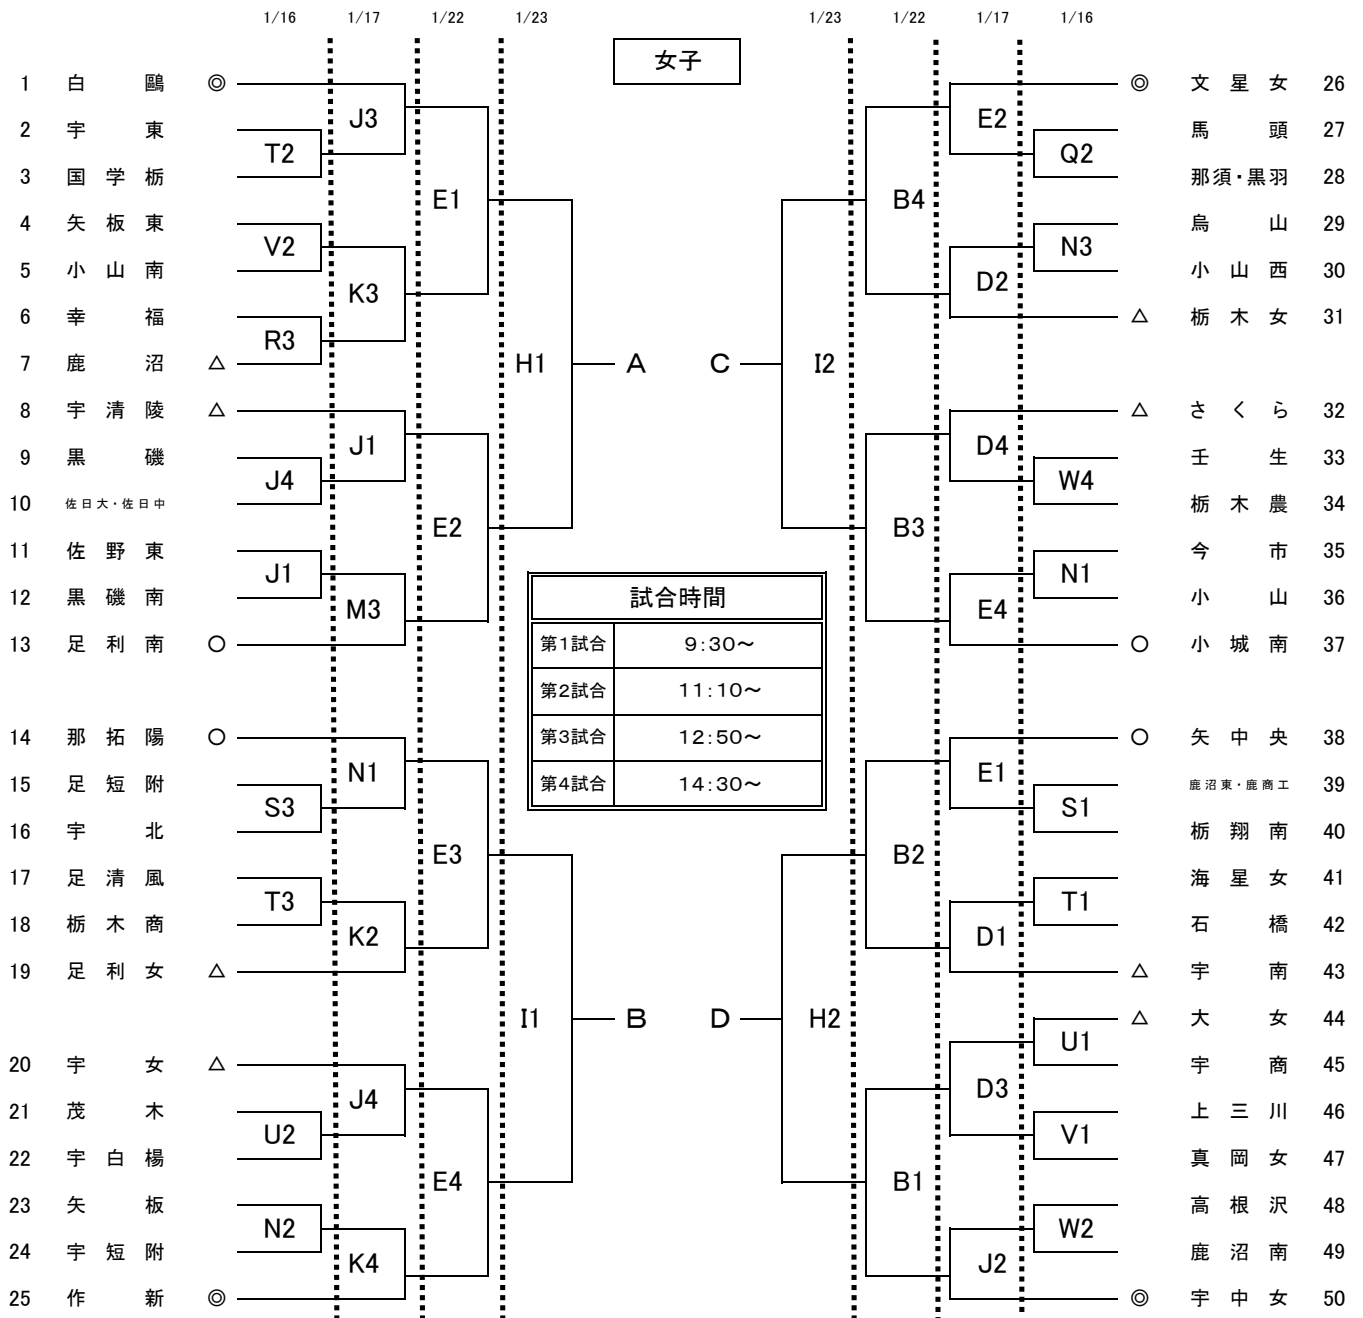 1/16 1/17 1/22 1/23 1/23 1/22 1/17 1/16
女子
1 白鷗 ◎
2 宇東
3 国学栃
4 矢板東
5 小山南
6 幸福
7 鹿沼 △
8 宇清陵 △
9 黒磯
10 佐日大・佐日中
11 佐野東
12 黒磯南
13 足利南 ○
14 那拓陽 ○
15 足短附
16 宇北
17 足清風
18 栃木商
19 足利女 △
20 宇女 △
21 茂木
22 宇白楊
23 矢板
24 宇短附
25 作新 ◎
T2
V2
R3
J4
J1
S3
T3
U2
N2
J3
K3
J1
M3
N1
K2
J4
K4
E1
E2
E3
E4
H1
I1
A
B
C
D
試合時間
第1試合 9:30～
第2試合 11:10～
第3試合 12:50～
第4試合 14:30～
I2
H2
B4
B3
B2
B1
E2
D2
D4
E4
E1
D1
D3
J2
Q2
N3
W4
N1
S1
T1
U1
V1
W2
◎ 文星女 26
馬頭 27
那須・黒羽 28
烏山 29
小山西 30
△ 栃木女 31
△ さくら 32
壬生 33
栃木農 34
今市 35
小山 36
○ 小城南 37
○ 矢中央 38
鹿沼東・鹿商工 39
栃翔南 40
海星女 41
石橋 42
△ 宇南 43
△ 大女 44
宇商 45
上三川 46
真岡女 47
高根沢 48
鹿沼南 49
◎ 宇中女 50